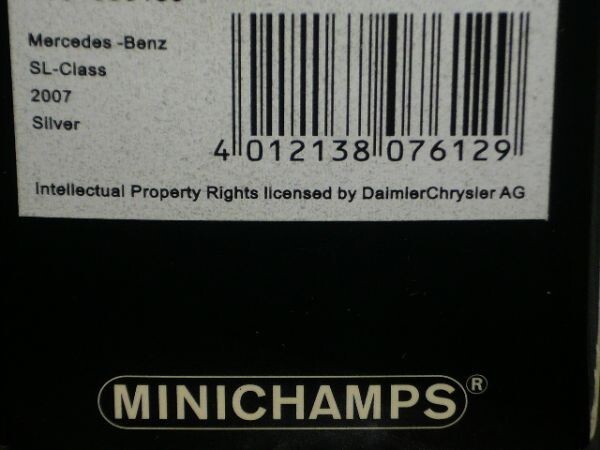 Mercedes -Benz
SL-Class
2007
Silver
4 012138 076129
Intellectual Property Rights licensed by DaimlerChrysler AG
MINICHAMPS®